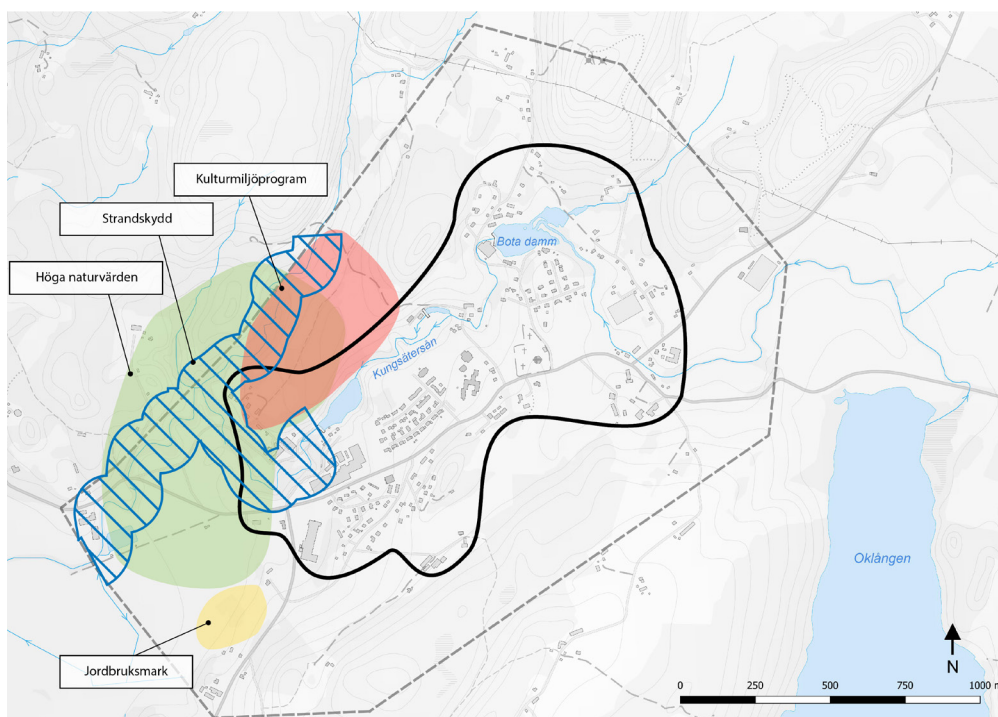 Kulturmiljöprogram
Strandskydd
Höga naturvärden
Bota damm
Kungsätersån
Oklången
Jordbruksmark
N
0 250 500 750 1000 m